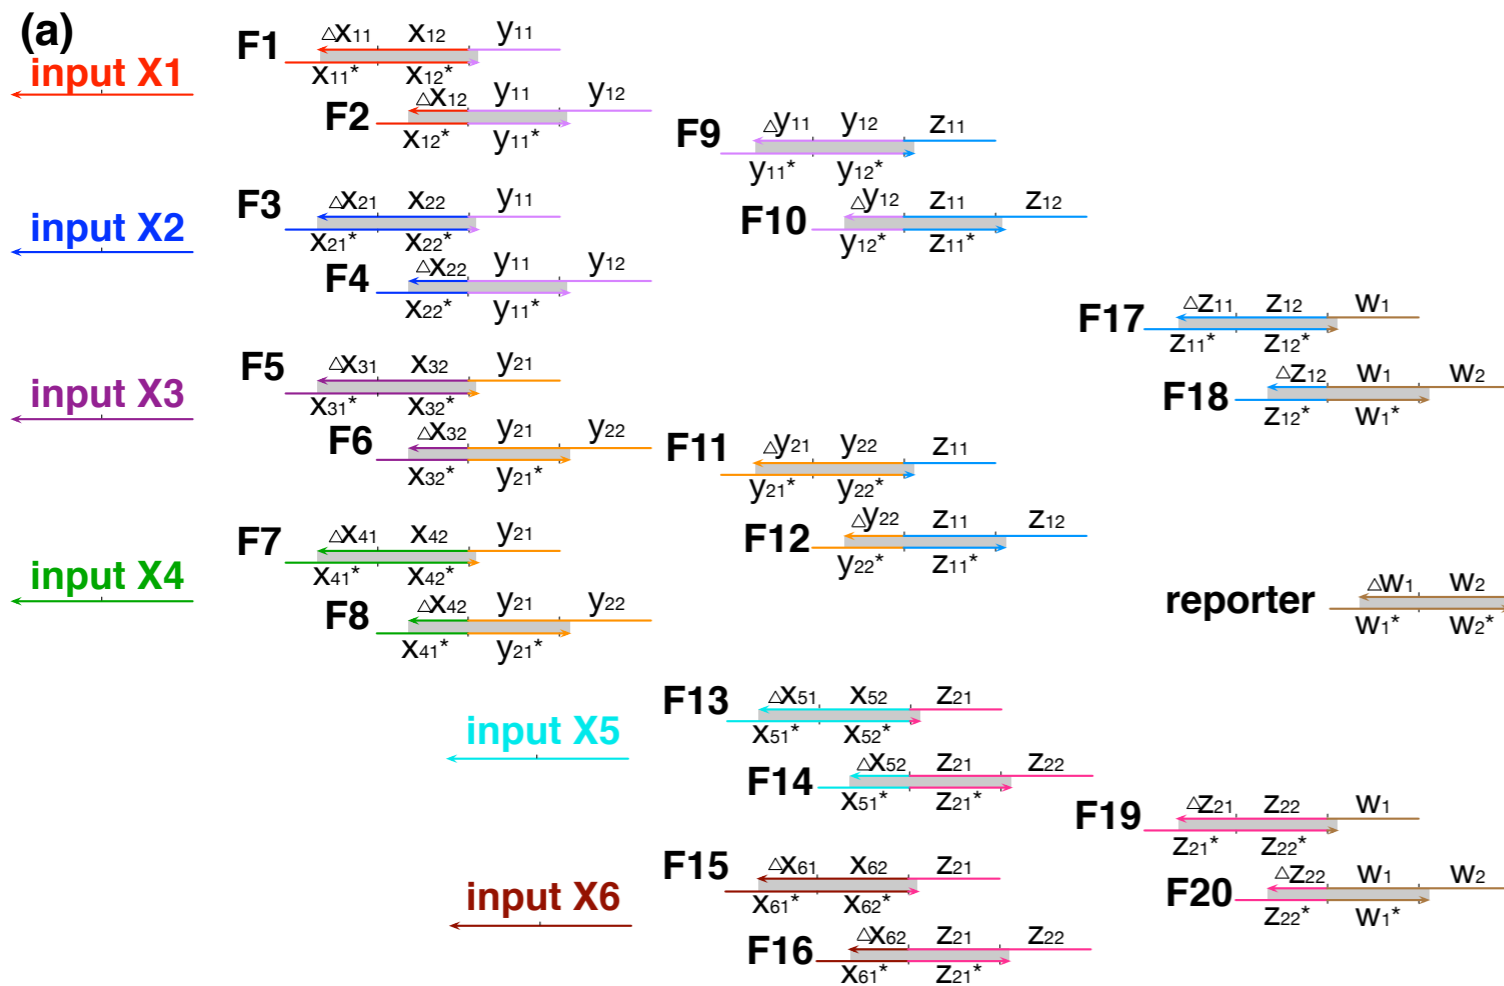 (a)
input X1
F1
△x11 x12 y11
x11* x12*
F2
△x12 y11 y12
x12* y11*
F9
△y11 y12 z11
y11* y12*
input X2
F3
△x21 x22 y11
x21* x22*
F10
△y12 z11 z12
y12* z11*
F4
△x22 y11 y12
x22* y11*
F17
△z11 z12 w1
z11* z12*
input X3
F5
△x31 x32 y21
x31* x32*
F18
△z12 w1 w2
z12* w1*
F6
△x32 y21 y22
x32* y21*
F11
△y21 y22 z11
y21* y22*
input X4
F7
△x41 x42 y21
x41* x42*
F12
△y22 z11 z12
y22* z11*
F8
△x42 y21 y22
x41* y21*
reporter
△w1 w2
w1* w2*
input X5
F13
△x51 x52 z21
x51* x52*
F14
△x52 z21 z22
x51* z21*
F19
△z21 z22 w1
z21* z22*
input X6
F15
△x61 x62 z21
x61* x62*
F20
△z22 w1 w2
z22* w1*
F16
△x62 z21 z22
x61* z21*